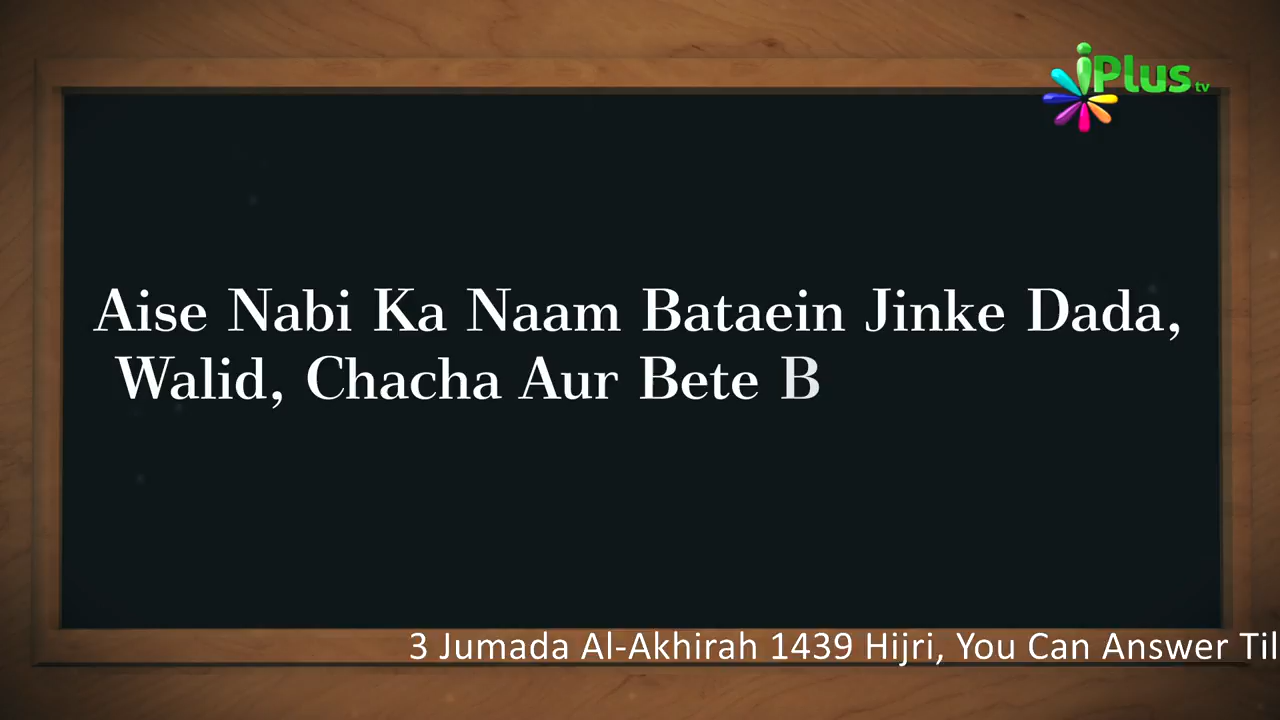 iPlus tv
Aise Nabi Ka Naam Bataein Jinke Dada,
Walid, Chacha Aur Bete B
3 Jumada Al-Akhirah 1439 Hijri, You Can Answer Til